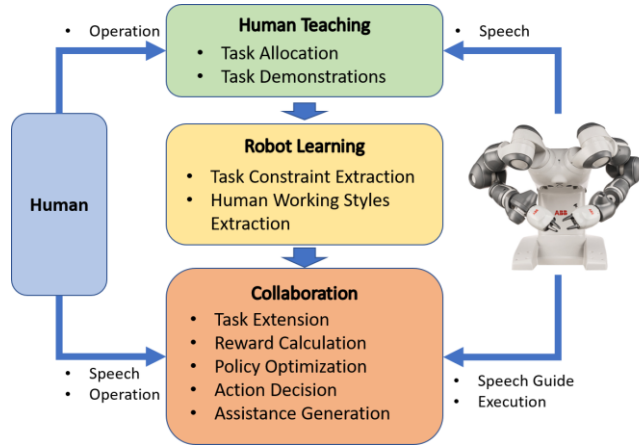 • Operation
Human Teaching
• Task Allocation
• Task Demonstrations
• Speech
Robot Learning
• Task Constraint Extraction
• Human Working Styles
Extraction
Human
ABB
Collaboration
• Task Extension
• Reward Calculation
• Policy Optimization
• Action Decision
• Assistance Generation
• Speech
• Operation
• Speech Guide
• Execution